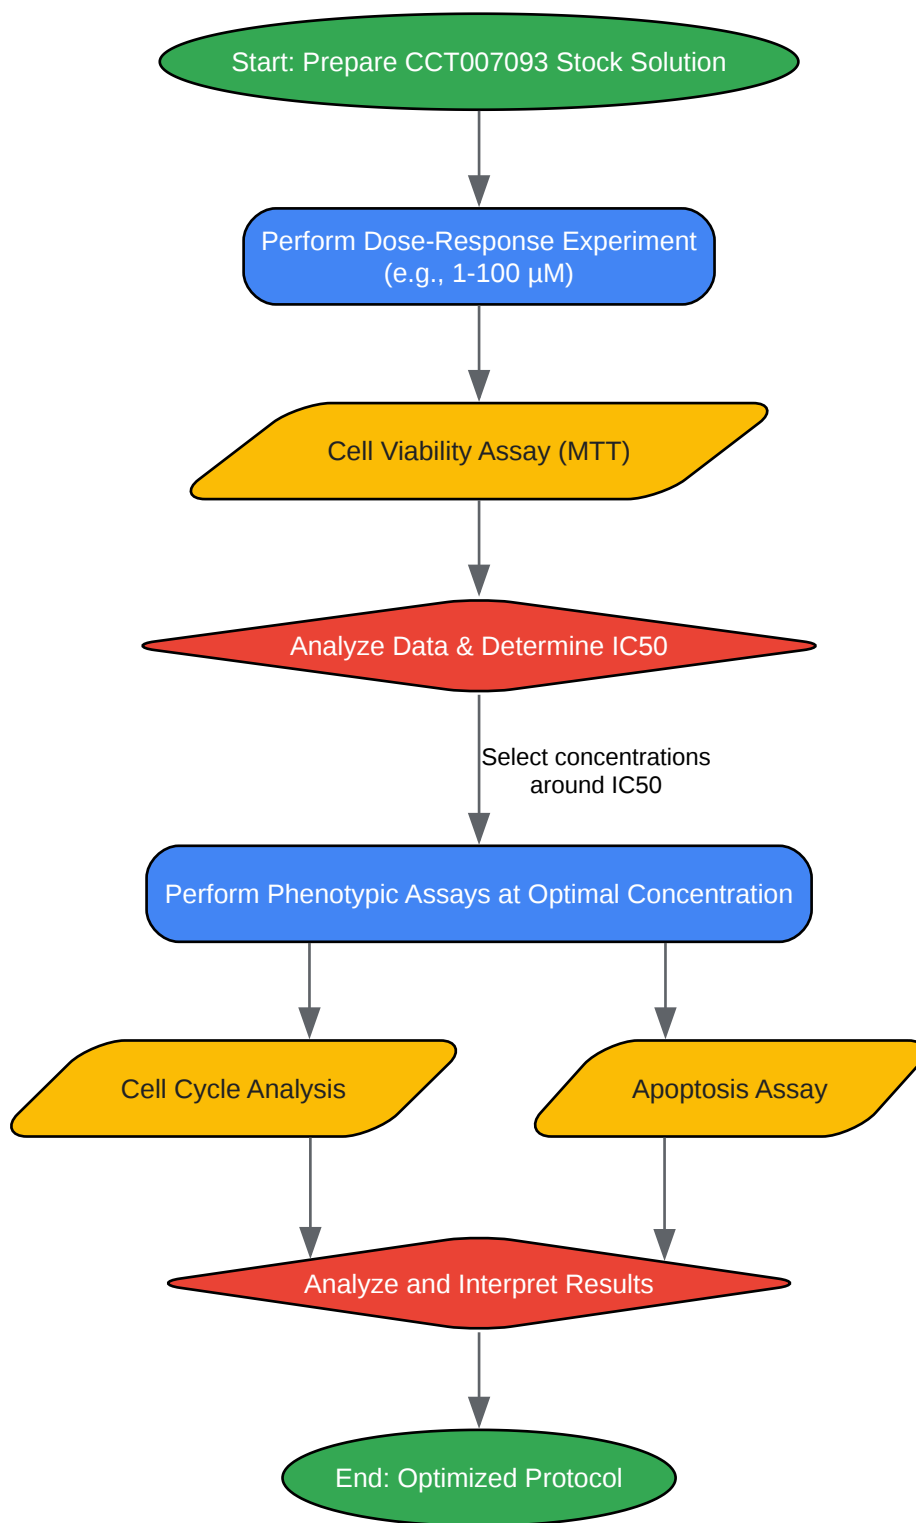 Start: Prepare CCT007093 Stock Solution
Perform Dose-Response Experiment
(e.g., 1-100 µM)
Cell Viability Assay (MTT)
Analyze Data & Determine IC50
Select concentrations
around IC50
Perform Phenotypic Assays at Optimal Concentration
Cell Cycle Analysis
Apoptosis Assay
Analyze and Interpret Results
End: Optimized Protocol